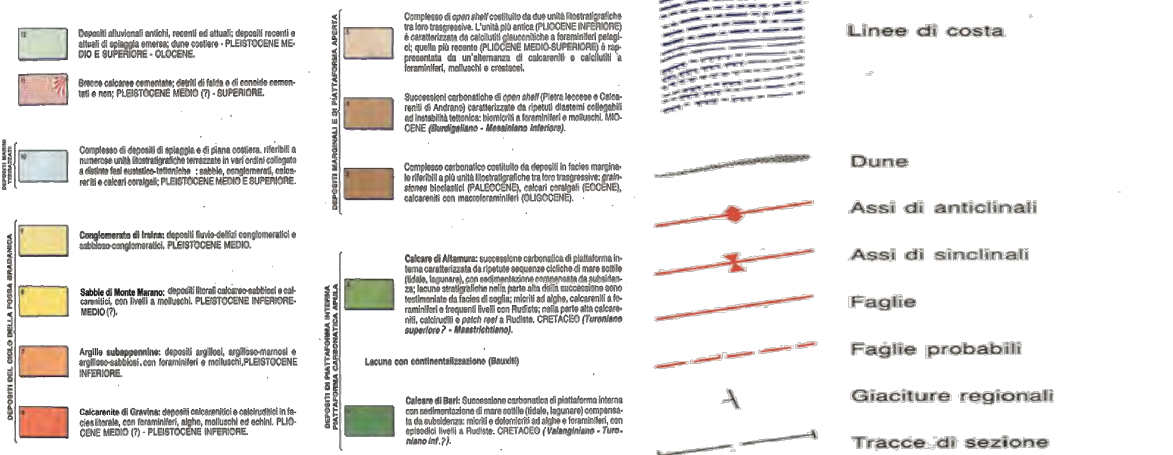 12
Depositi alluvionali antichi, recenti ed attuali; depositi recenti e
attuali di spiaggia emersa; dune costiere - PLEISTOCENE ME-
DIO E SUPERIORE - OLOCENE.
Brecce calcaree cementate; detriti di falda e di conoide cemen-
tati e non; PLEISTOCENE MEDIO (?) - SUPERIORE.
DEPOSITI MARINI
TERRAZZATI
10
Complesso di depositi di spiaggia e di piana costiera, riferibili a
numerose unità litostratigrafiche terrazzate in vari ordini collegate
a distinte fasi eustatico-tettoniche : sabbie, conglomerati, calca-
reniti e calcari coralgali; PLEISTOCENE MEDIO E SUPERIORE.
DEPOSITI DEL CICLO DELLA FOSSA BRADANICA
Conglomerato di Irsina: depositi fluvio-deltizi conglomeratici e
sabbioso-conglomeratici. PLEISTOCENE MEDIO.
Sabbie di Monte Marano: depositi litorali calcareo-sabbiosi e cal-
carenitici, con livelli a molluschi. PLEISTOCENE INFERIORE-
MEDIO (?).
Argille subappennine: depositi argillosi, argilloso-marnosi e
argilloso-sabbiosi, con foraminiferi e molluschi, PLEISTOCENE
INFERIORE.
Calcarenite di Gravina: depositi calcarenitici e calciruditici in fa-
cies litorale, con foraminiferi, alghe, molluschi ed echini. PLIO-
CENE MEDIO (?) - PLEISTOCENE INFERIORE.
DEPOSITI MARGINALI E DI PIATTAFORMA APERTA
Complesso di open shelf costituito da due unità litostratigrafiche
tra loro trasgressive. L'unità più antica (PLIOCENE INFERIORE)
è caratterizzata da calcilutiti glauconitiche a foraminiferi pelagi-
ci; quella più recente (PLIOCENE MEDIO-SUPERIORE) è rap-
presentata da un'alternanza di calcareniti e calcilutiti a
foraminiferi, molluschi e crostacei.
Successioni carbonatiche di open shelf (Pietra leccese e Calca-
reniti di Andrano) caratterizzate da ripetuti diastemi collegabili
ad instabilità tettonica: biomicriti a foraminiferi e molluschi. MIO-
CENE (Burdigaliano - Messiniano inferiore).
Complesso carbonatico costituito da depositi in facies margina-
le riferibili a più unità litostratigrafiche tra loro trasgressive: grain-
stones bioclastici (PALEOCENE), calcari coralgali (EOCENE),
calcareniti con macroforaminiferi (OLIGOCENE).
DEPOSITI DI PIATTAFORMA INTERNA
PIATTAFORMA CARBONATICA APULA
Calcare di Altamura: successione carbonatica di piattaforma in-
terna caratterizzata da ripetute sequenze cicliche di mare sottile
(tidale, lagunare), con sedimentazione compensata da subsiden-
za; lacune stratigrafiche nella parte alta della successione sono
testimoniate da facies di soglia; micriti ad alghe, calcareniti a fo-
raminiferi e frequenti livelli con Rudiste; nella parte alta calcare-
niti, calciruditi e patch reef a Rudiste. CRETACEO (Turoniano
superiore? - Maastrichtiano).
Lacuna con continentalizzazione (Bauxiti)
Calcare di Bari: Successione carbonatica di piattaforma interna
con sedimentazione di mare sottile (tidale, lagunare) compensa-
ta da subsidenza: micriti e dolomicriti ad alghe e foraminiferi, con
episodici livelli a Rudiste. CRETACEO (Valanginiano - Turo-
niano inf.?).
Linee di costa
Dune
Assi di anticlinali
Assi di sinclinali
Faglie
Faglie probabili
Giaciture regionali
Tracce di sezione